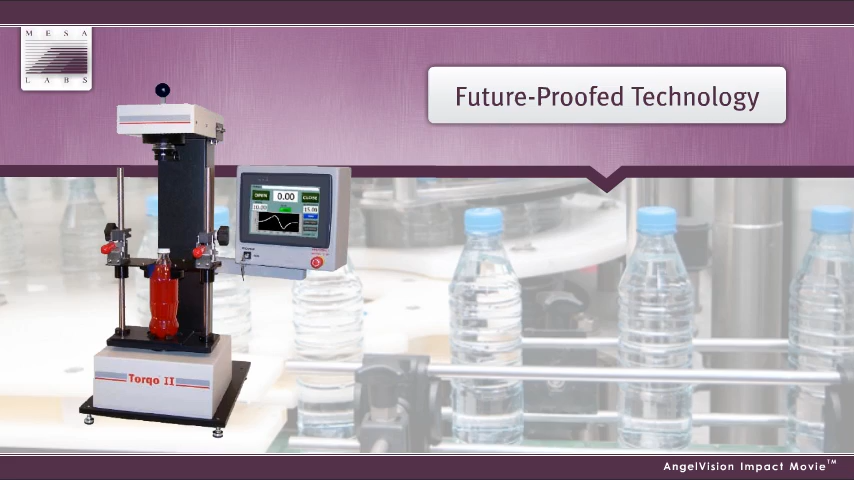 MESA
LABS
Future-Proofed Technology
OPEN
0.00
CLOSE
Torqo II
AngelVision Impact Movie™